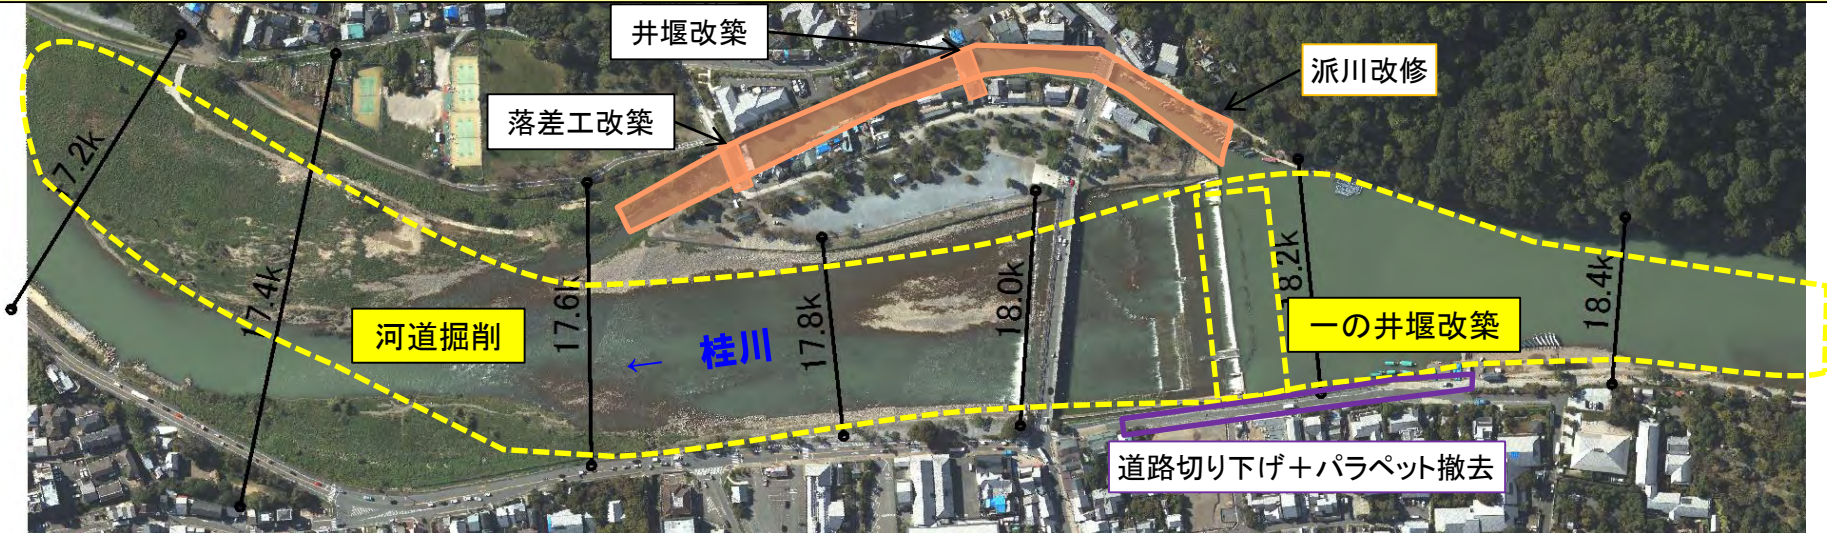 井堰改築
派川改修
落差工改築
17.2k
17.4k
17.6k
17.8k
18.0k
18.2k
18.4k
河道掘削
← 桂川
一の井堰改築
道路切り下げ＋パラペット撤去